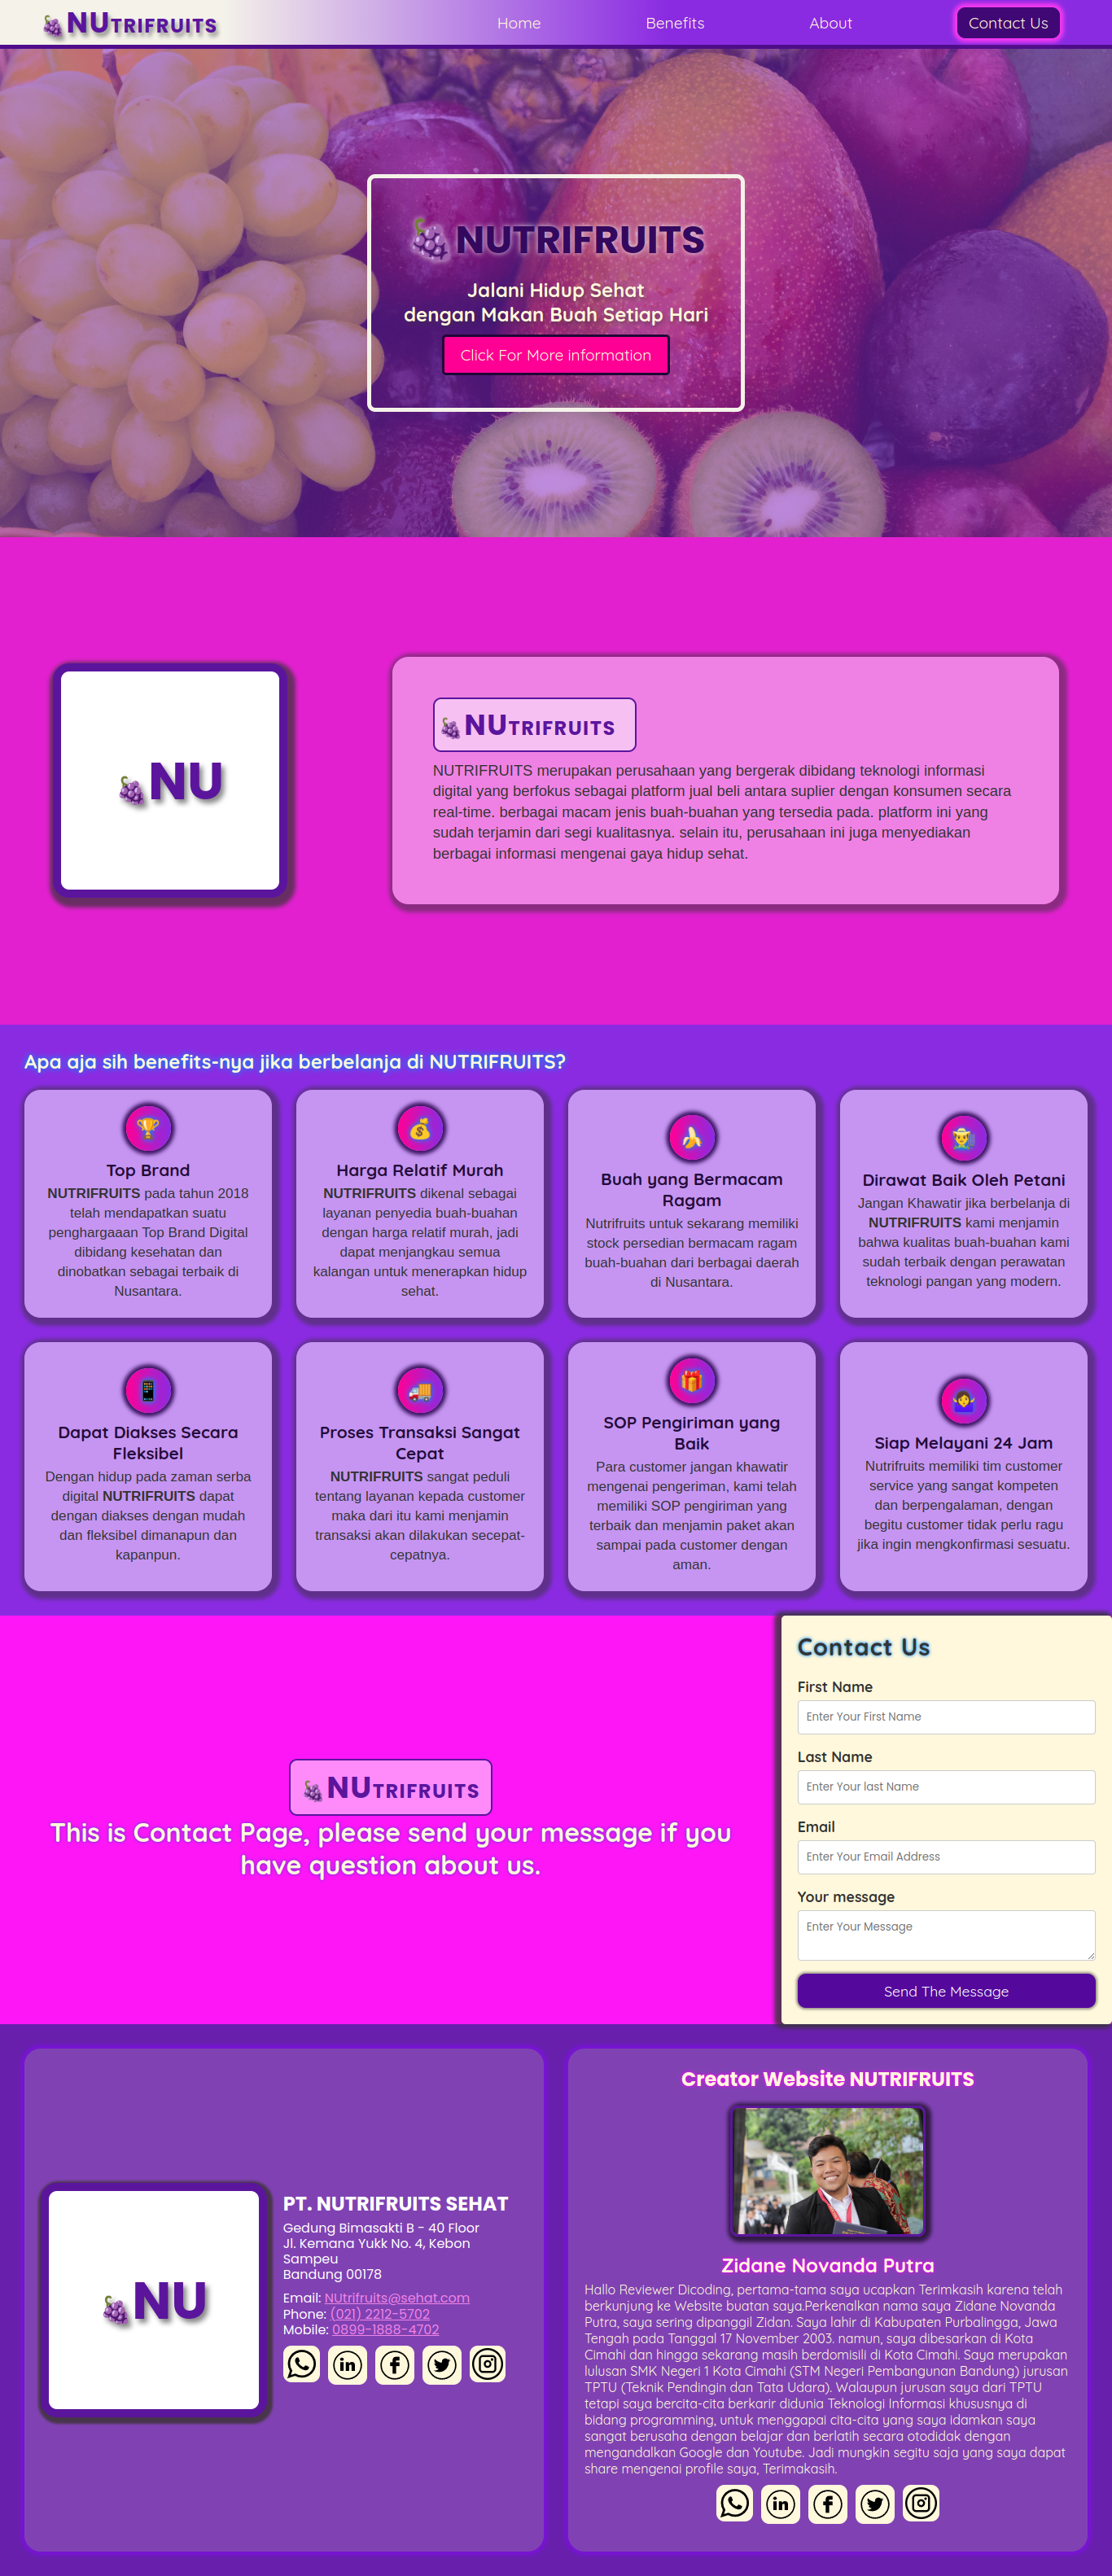 NUTRIFRUITS
Home
Benefits
About
Contact Us
NUTRIFRUITS
Jalani Hidup Sehat
dengan Makan Buah Setiap Hari
Click For More information
NU
NUTRIFRUITS
NUTRIFRUITS merupakan perusahaan yang bergerak dibidang teknologi informasi
digital yang berfokus sebagai platform jual beli antara suplier dengan konsumen secara
real-time. berbagai macam jenis buah-buahan yang tersedia pada. platform ini yang
sudah terjamin dari segi kualitasnya. selain itu, perusahaan ini juga menyediakan
berbagai informasi mengenai gaya hidup sehat.
Apa aja sih benefits-nya jika berbelanja di NUTRIFRUITS?
Top Brand
NUTRIFRUITS pada tahun 2018
telah mendapatkan suatu
penghargaaan Top Brand Digital
dibidang kesehatan dan
dinobatkan sebagai terbaik di
Nusantara.
Harga Relatif Murah
NUTRIFRUITS dikenal sebagai
layanan penyedia buah-buahan
dengan harga relatif murah, jadi
dapat menjangkau semua
kalangan untuk menerapkan hidup
sehat.
Buah yang Bermacam
Ragam
Nutrifruits untuk sekarang memiliki
stock persedian bermacam ragam
buah-buahan dari berbagai daerah
di Nusantara.
Dirawat Baik Oleh Petani
Jangan Khawatir jika berbelanja di
NUTRIFRUITS kami menjamin
bahwa kualitas buah-buahan kami
sudah terbaik dengan perawatan
teknologi pangan yang modern.
Dapat Diakses Secara
Fleksibel
Dengan hidup pada zaman serba
digital NUTRIFRUITS dapat
dengan diakses dengan mudah
dan fleksibel dimanapun dan
kapanpun.
Proses Transaksi Sangat
Cepat
NUTRIFRUITS sangat peduli
tentang layanan kepada customer
maka dari itu kami menjamin
transaksi akan dilakukan secepat-
cepatnya.
SOP Pengiriman yang
Baik
Para customer jangan khawatir
mengenai pengeriman, kami telah
memiliki SOP pengiriman yang
terbaik dan menjamin paket akan
sampai pada customer dengan
aman.
Siap Melayani 24 Jam
Nutrifruits memiliki tim customer
service yang sangat kompeten
dan berpengalaman, dengan
begitu customer tidak perlu ragu
jika ingin mengkonfirmasi sesuatu.
NUTRIFRUITS
This is Contact Page, please send your message if you
have question about us.
Contact Us
First Name
Enter Your First Name
Last Name
Enter Your last Name
Email
Enter Your Email Address
Your message
Enter Your Message
Send The Message
NU
PT. NUTRIFRUITS SEHAT
Gedung Bimasakti B - 40 Floor
Jl. Kemana Yukk No. 4, Kebon
Sampeu
Bandung 00178
Email: NUtrifruits@sehat.com
Phone: (021) 2212-5702
Mobile: 0899-1888-4702
Creator Website NUTRIFRUITS
Zidane Novanda Putra
Hallo Reviewer Dicoding, pertama-tama saya ucapkan Terimkasih karena telah
berkunjung ke Website buatan saya.Perkenalkan nama saya Zidane Novanda
Putra, saya sering dipanggil Zidan. Saya lahir di Kabupaten Purbalingga, Jawa
Tengah pada Tanggal 17 November 2003. namun, saya dibesarkan di Kota
Cimahi dan hingga sekarang masih berdomisili di Kota Cimahi. Saya merupakan
lulusan SMK Negeri 1 Kota Cimahi (STM Negeri Pembangunan Bandung) jurusan
TPTU (Teknik Pendingin dan Tata Udara). Walaupun jurusan saya dari TPTU
tetapi saya bercita-cita berkarir didunia Teknologi Informasi khususnya di
bidang programming, untuk menggapai cita-cita yang saya idamkan saya
sangat berusaha dengan belajar dan berlatih secara otodidak dengan
mengandalkan Google dan Youtube. Jadi mungkin segitu saja yang saya dapat
share mengenai profile saya, Terimakasih.